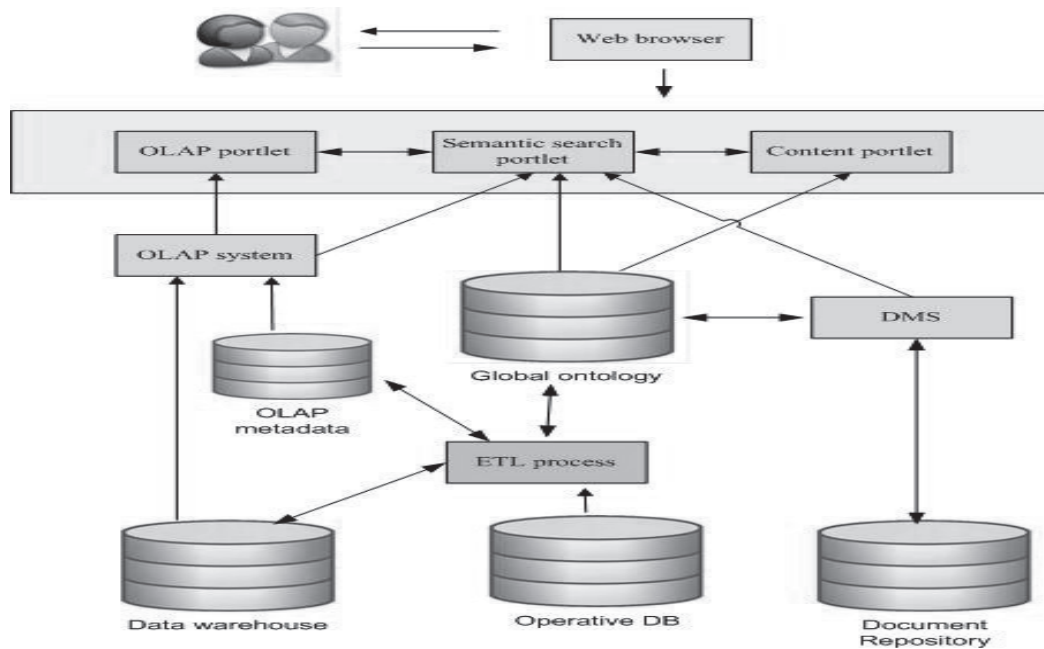 Web browser
OLAP portlet
Semantic search
portlet
Content portlet
OLAP system
DMS
Global ontology
OLAP
metadata
ETL process
Data warehouse
Operative DB
Document
Repository